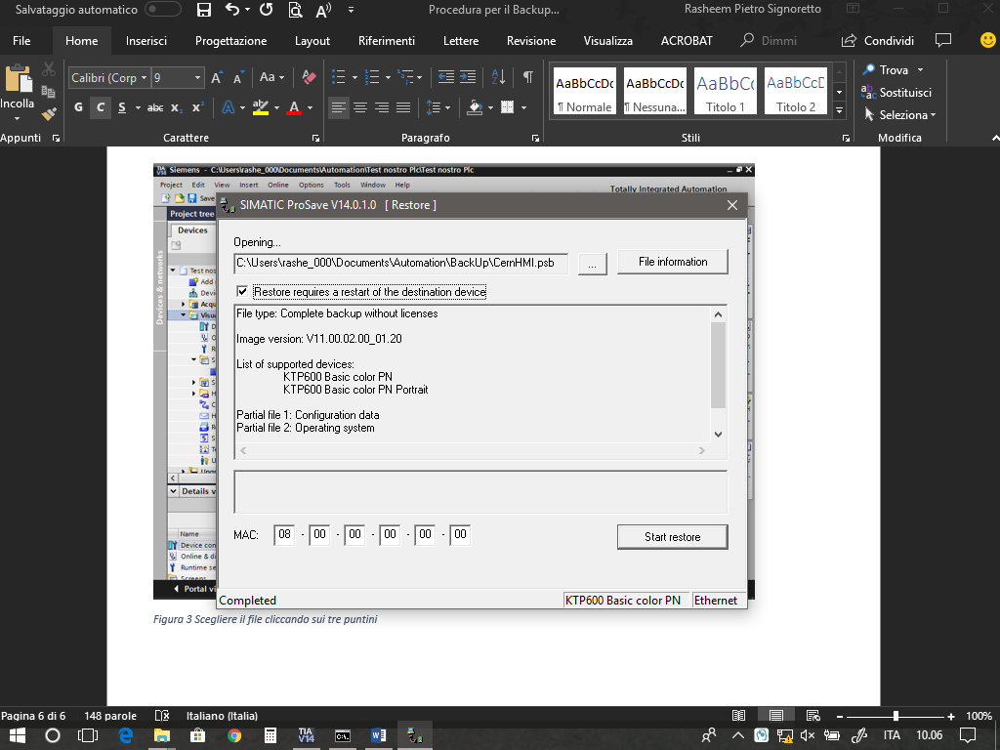 Salvataggio automatico
Procedura per il Backup...
Rasheem Pietro Signoretto
File Home Inserisci Progettazione Layout Riferimenti Lettere Revisione Visualizza ACROBAT Dimmi Condividi
Incolla
Calibri (Corp 9
Aa
G C S abc x₂ x²
AaBbCcDc AaBbCcDc AaBbCc AaBbCcD
¶ Normale ¶ Nessuna... Titolo 1 Titolo 2
Trova
Sostituisci
Seleziona
Appunti Carattere Paragrafo Stili Modifica
Siemens - C:\Users\rashe_000\Documents\Automation\Test nostro Plc\Test nostro Plc
Project Edit View Insert Online Options Tools Window Help
Totally Integrated Automation
Save
Project tree
Devices
Devices & networks
Test nos
Add
Devic
Acqu
Visua
SIMATIC ProSave V14.0.1.0 [ Restore ]
Opening...
C:\Users\rashe_000\Documents\Automation\BackUp\CernHMI.psb
...
File information
Restore requires a restart of the destination device
File type: Complete backup without licenses
Image version: V11.00.02.00_01.20
List of supported devices:
KTP600 Basic color PN
KTP600 Basic color PN Portrait
Partial file 1: Configuration data
Partial file 2: Operating system
MAC: 08 - 00 - 00 - 00 - 00 - 00
Start restore
Completed
KTP600 Basic color PN
Ethernet
Details v
Name
Device con
Online & di
Runtime se
Screens
Portal vi
Figura 3 Scegliere il file cliccando sui tre puntini
Pagina 6 di 6 148 parole Italiano (Italia) 100%
TIA V14
ITA 10.06